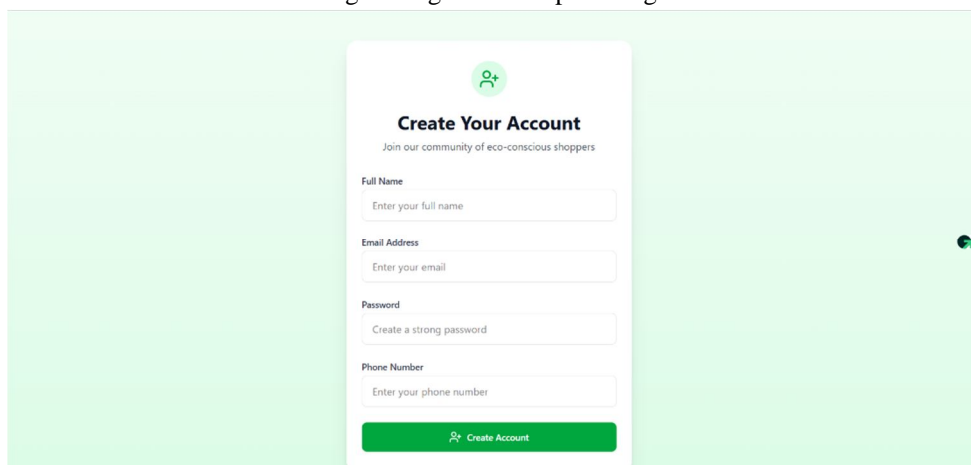 Create Your Account
Join our community of eco-conscious shoppers
Full Name
Enter your full name
Email Address
Enter your email
Password
Create a strong password
Phone Number
Enter your phone number
Create Account